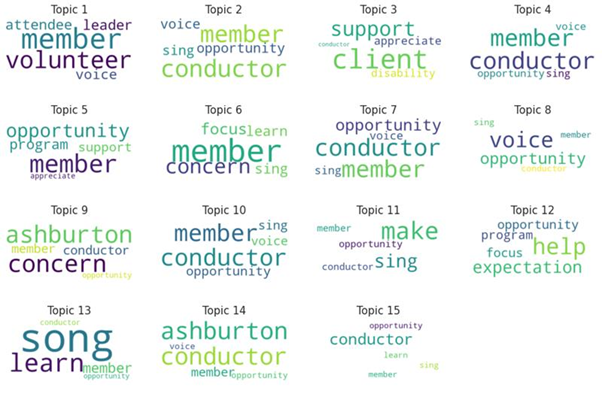 Topic 1
attendee leader
member
volunteer
voice
Topic 2
voice
member
sing opportunity
conductor
Topic 3
support
conductor appreciate
client
disability
Topic 4
voice
member
conductor
opportunity sing
Topic 5
opportunity
program support
member
appreciate
Topic 6
focus learn
member
concern sing
Topic 7
opportunity
voice
conductor
sing member
Topic 8
sing
voice member
opportunity
conductor
Topic 9
ashburton
member conductor
concern
opportunity
Topic 10
member sing
voice
conductor
opportunity
Topic 11
member make
opportunity
conductor sing
Topic 12
opportunity
program help
focus
expectation
Topic 13
conductor
song
learn member
opportunity
Topic 14
ashburton
voice
conductor
member opportunity
Topic 15
opportunity
conductor
learn
sing
member